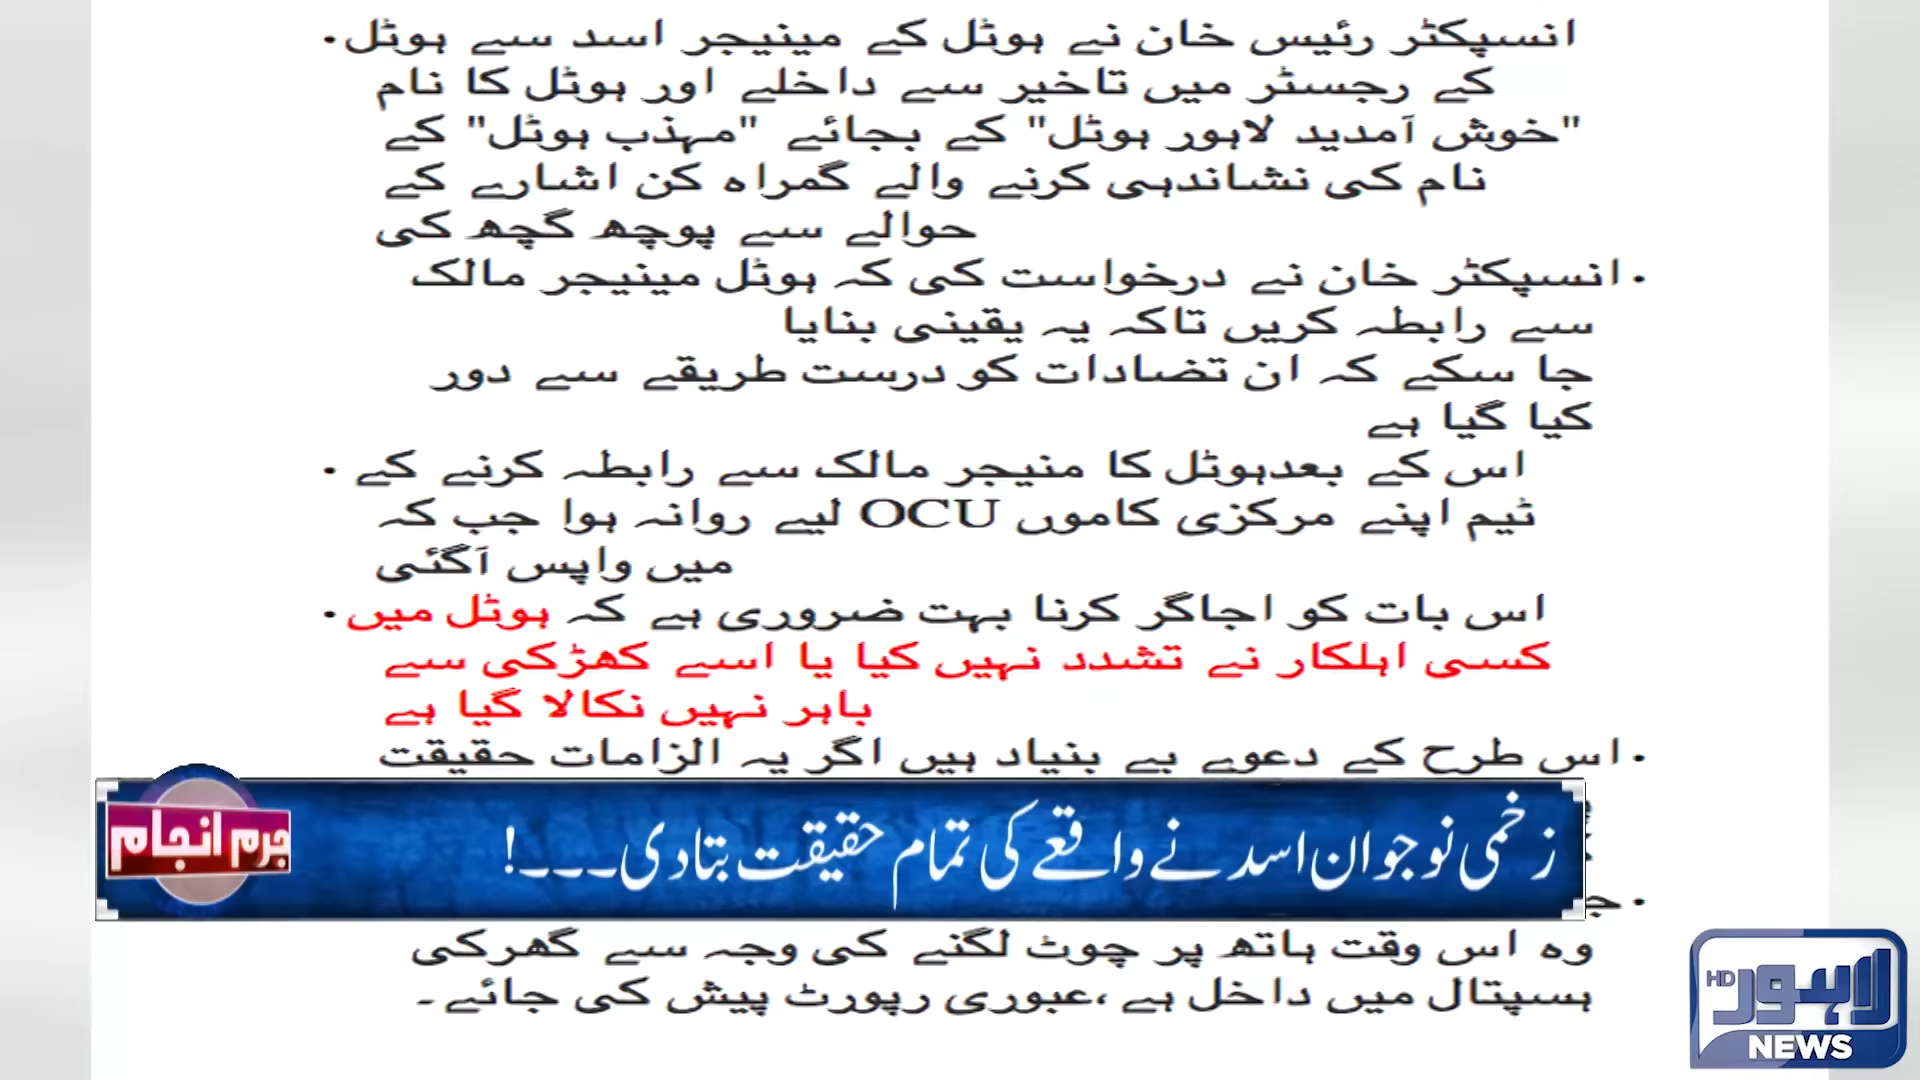 انسپکٹر رئیس خان نے ہوٹل کے مینیجر اسد سے ہوٹل •
کے رجسٹر میں تاخیر سے داخلے اور ہوٹل کا نام
"خوش آمدید لاہور ہوٹل" کے بجائے "مہذب ہوٹل" کے
نام کی نشاندہی کرنے والے گمراہ کن اشارے کے
حوالے سے پوچھ گچھ کی
• انسپکٹر خان نے درخواست کی کہ ہوٹل مینیجر مالک
سے رابطہ کریں تاکہ یہ یقینی بنایا
جا سکے کہ ان تضادات کو درست طریقے سے دور
کیا گیا ہے
اس کے بعدہوٹل کا منیجر مالک سے رابطہ کرنے کے •
ٹیم اپنے مرکزی کاموں OCU لیے روانہ ہوا جب کہ
میں واپس آگئی
اس بات کو اجاگر کرنا بہت ضروری ہے کہ ہوٹل میں •
کسی اہلکار نے تشدد نہیں کیا یا اسے کھڑکی سے
باہر نہیں نکالا گیا ہے
• اس طرح کے دعوے بے بنیاد ہیں اگر یہ الزامات حقیقت
جرم انجام
زخمی نوجوان اسد نے واقعے کی تمام حقیقت بتادی۔۔۔!
وہ اس وقت ہاتھ پر چوٹ لگنے کی وجہ سے گھرکی
ہسپتال میں داخل ہے ،عبوری رپورٹ پیش کی جائے۔
لاہور HD
NEWS